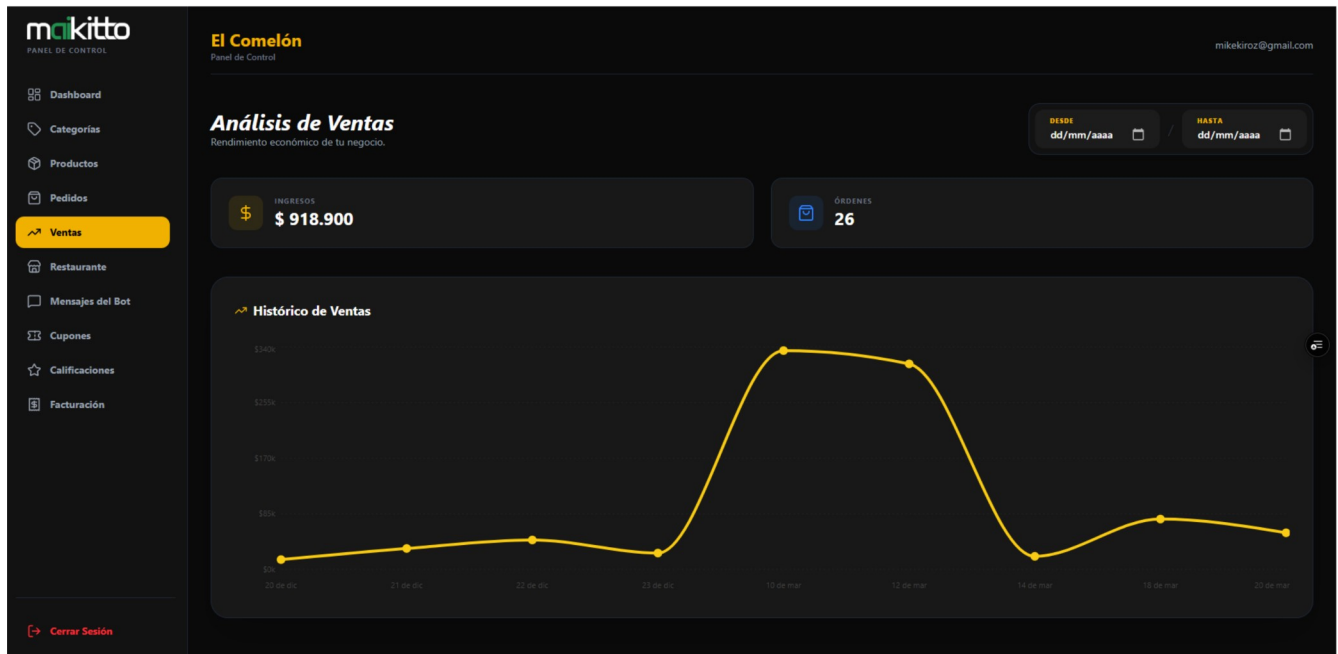 maikitto
PANEL DE CONTROL
Dashboard
Categorías
Productos
Pedidos
Ventas
Restaurante
Mensajes del Bot
Cupones
Calificaciones
Facturación
Cerrar Sesión
El Comelón
Panel de Control
mikekiroz@gmail.com
Análisis de Ventas
Rendimiento económico de tu negocio.
DESDE
dd/mm/aaaa
/
HASTA
dd/mm/aaaa
INGRESOS
$ 918.900
ÓRDENES
26
Histórico de Ventas
$340k
$255k
$170k
$85k
$0k
20 de dic
21 de dic
22 de dic
23 de dic
10 de mar
12 de mar
14 de mar
18 de mar
20 de mar